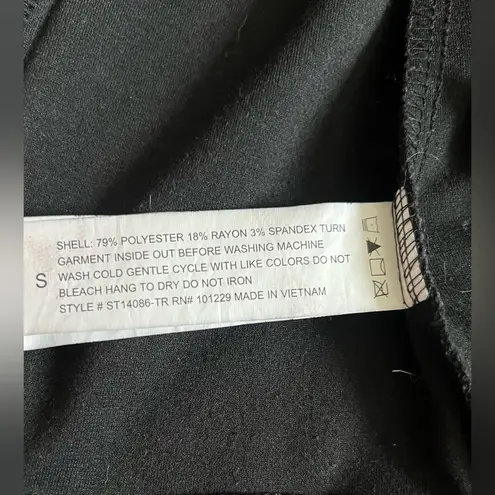 SHELL: 79% POLYESTER 18% RAYON 3% SPANDEX TURN
GARMENT INSIDE OUT BEFORE WASHING MACHINE
S WASH COLD GENTLE CYCLE WITH LIKE COLORS DO NOT
BLEACH HANG TO DRY DO NOT IRON
STYLE # ST14086-TR RN# 101229 MADE IN VIETNAM